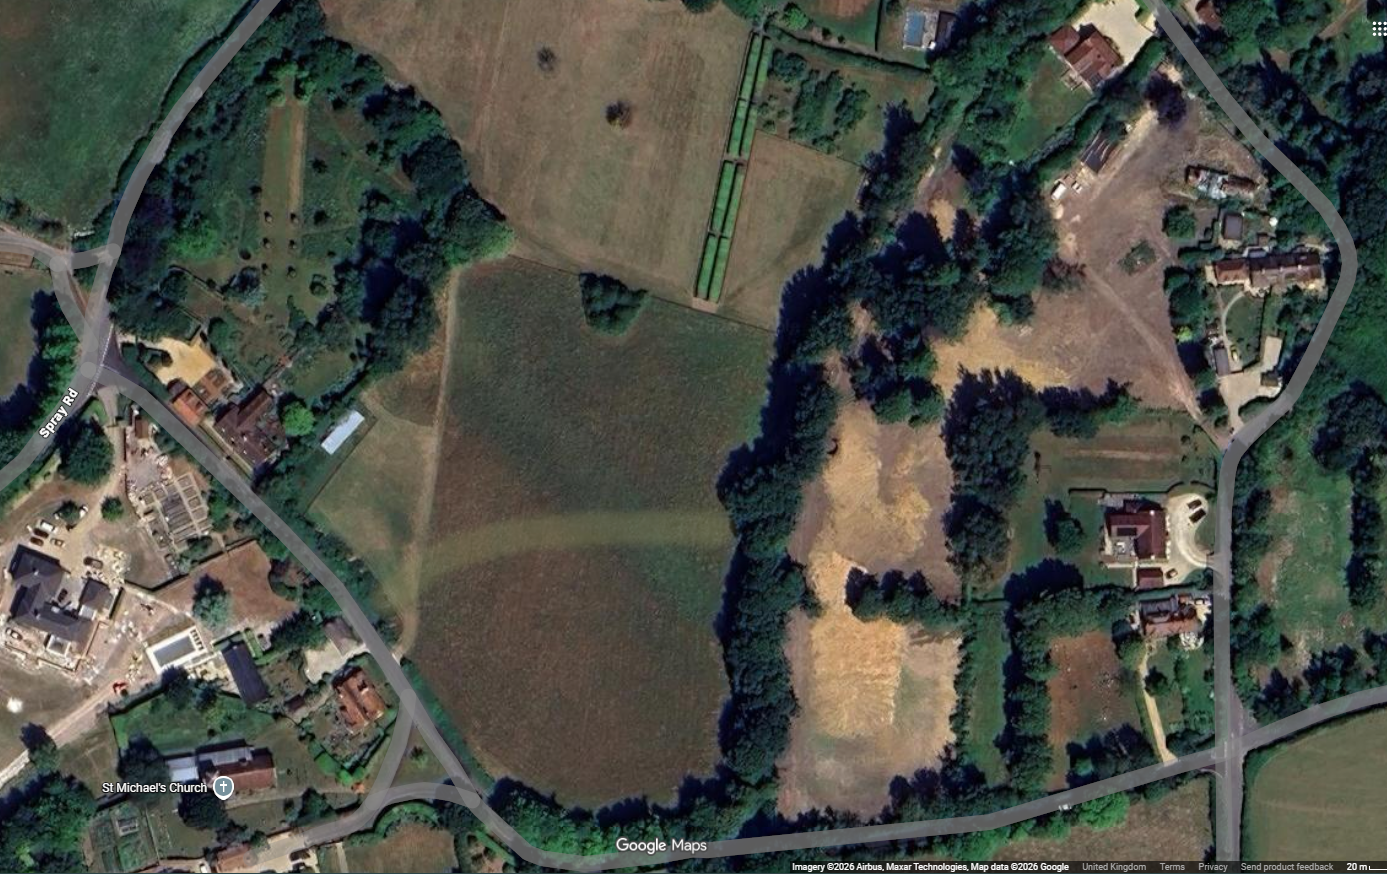 Spray Rd
St Michael's Church
Google Maps
Imagery ©2026 Airbus, Maxar Technologies, Map data ©2026 Google United Kingdom Terms Privacy Send product feedback 20 m